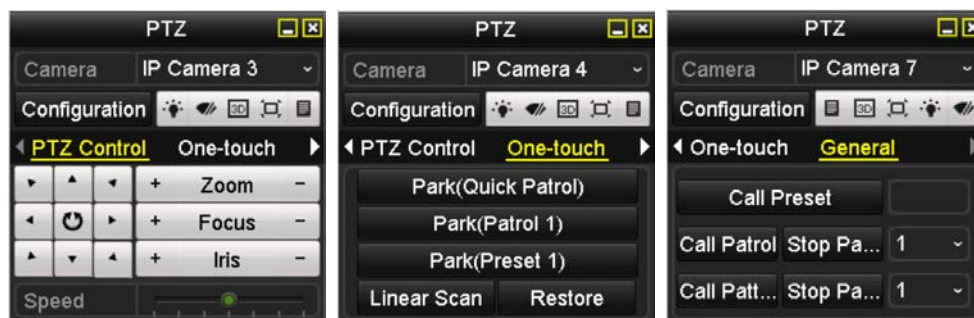 PTZ
Camera IP Camera 3
Configuration 3D
PTZ Control One-touch
+ Zoom -
+ Focus -
+ Iris -
Speed
PTZ
Camera IP Camera 4
Configuration 3D
PTZ Control One-touch
Park(Quick Patrol)
Park(Patrol 1)
Park(Preset 1)
Linear Scan Restore
PTZ
Camera IP Camera 7
Configuration 3D
One-touch General
Call Preset
Call Patrol Stop Pa... 1
Call Patt... Stop Pa... 1